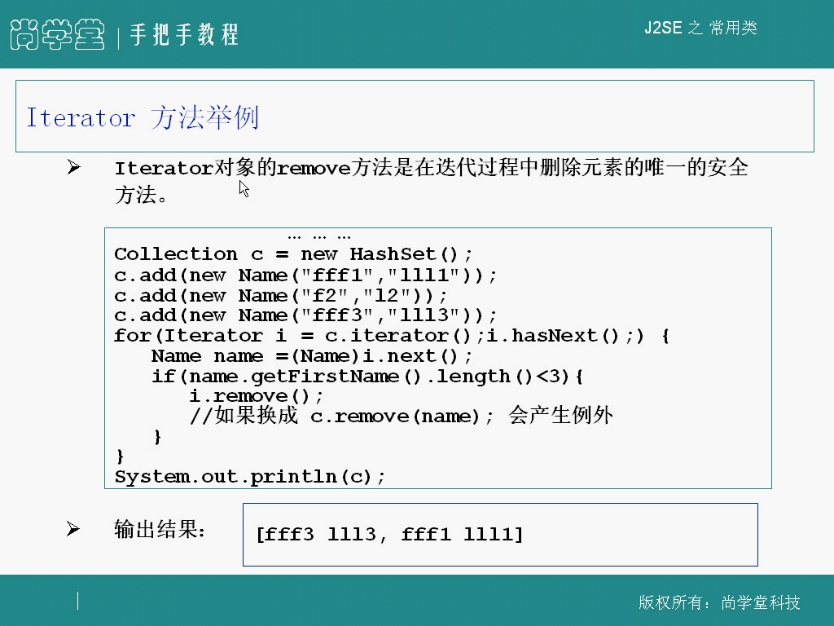 尚学堂 | 手把手教程
J2SE 之 常用类
Iterator 方法举例
Iterator对象的remove方法是在迭代过程中删除元素的唯一的安全
方法。
… … …
Collection c = new HashSet();
c.add(new Name("fff1","lll1"));
c.add(new Name("f2","l2"));
c.add(new Name("fff3","lll3"));
for(Iterator i = c.iterator();i.hasNext();) {
Name name =(Name)i.next();
if(name.getFirstName().length()<3){
i.remove();
//如果换成 c.remove(name); 会产生例外
}
}
System.out.println(c);
输出结果:
[fff3 lll3, fff1 lll1]
版权所有: 尚学堂科技